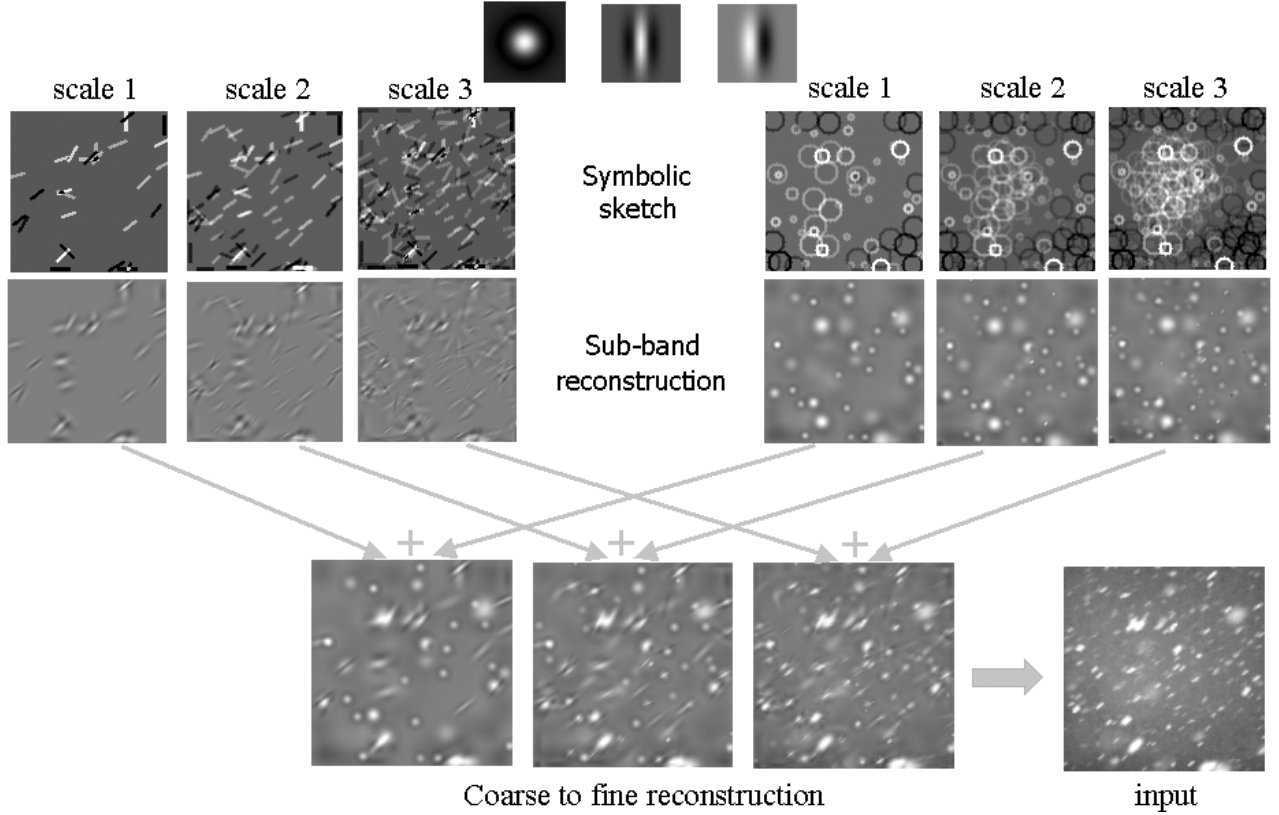 scale 1
scale 2
scale 3
scale 1
scale 2
scale 3
Symbolic
sketch
Sub-band
reconstruction
+
+
+
Coarse to fine reconstruction
input